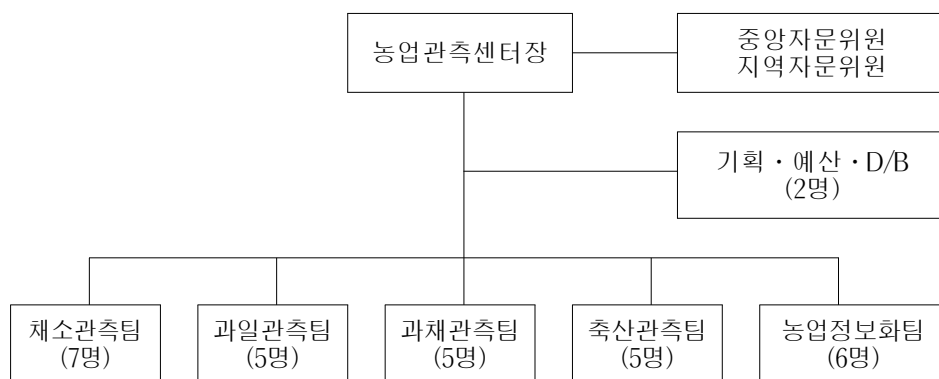 농업관측센터장
중앙자문위원
지역자문위원
기획・예산・D/B
(2명)
채소관측팀
(7명)
과일관측팀
(5명)
과채관측팀
(5명)
축산관측팀
(5명)
농업정보화팀
(6명)